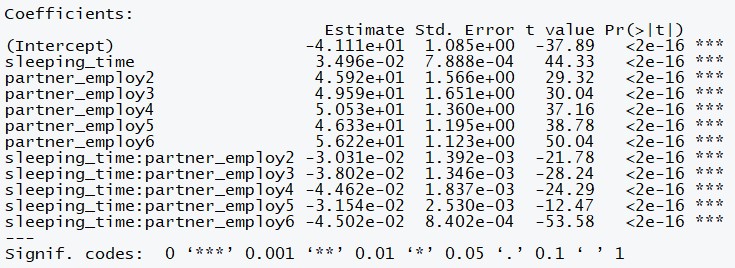 Coefficients:
Estimate Std. Error t value Pr(>|t|)
(Intercept) -4.111e+01 1.085e+00 -37.89 <2e-16 ***
sleeping_time 3.496e-02 7.888e-04 44.33 <2e-16 ***
partner_employ2 4.592e+01 1.566e+00 29.32 <2e-16 ***
partner_employ3 4.959e+01 1.651e+00 30.04 <2e-16 ***
partner_employ4 5.053e+01 1.360e+00 37.16 <2e-16 ***
partner_employ5 4.633e+01 1.195e+00 38.78 <2e-16 ***
partner_employ6 5.622e+01 1.123e+00 50.04 <2e-16 ***
sleeping_time:partner_employ2 -3.031e-02 1.392e-03 -21.78 <2e-16 ***
sleeping_time:partner_employ3 -3.802e-02 1.346e-03 -28.24 <2e-16 ***
sleeping_time:partner_employ4 -4.462e-02 1.837e-03 -24.29 <2e-16 ***
sleeping_time:partner_employ5 -3.154e-02 2.530e-03 -12.47 <2e-16 ***
sleeping_time:partner_employ6 -4.502e-02 8.402e-04 -53.58 <2e-16 ***
---
Signif. codes: 0 ‘***’ 0.001 ‘**’ 0.01 ‘*’ 0.05 ‘.’ 0.1 ‘ ’ 1